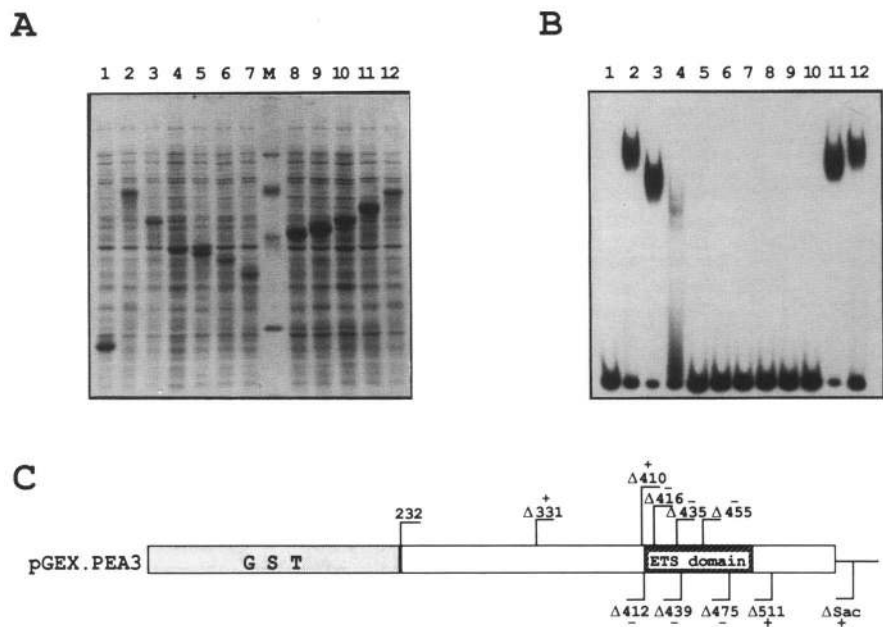 A
1 2 3 4 5 6 7 M 8 9 10 11 12
B
1 2 3 4 5 6 7 8 9 10 11 12
C
pGEX.PEA3
G S T
232
+
Δ331
+
Δ410
−
Δ416
−
Δ435
−
Δ455
ETS domain
Δ412
−
Δ439
−
Δ475
−
Δ511
+
ΔSac
+